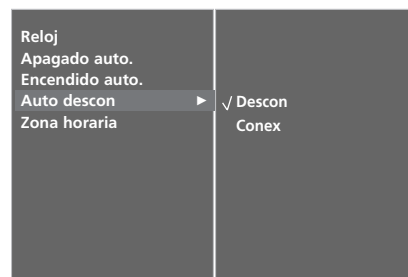 Reloj
Apagado auto.
Encendido auto.
Auto descon ►
Zona horaria
√ Descon
Conex